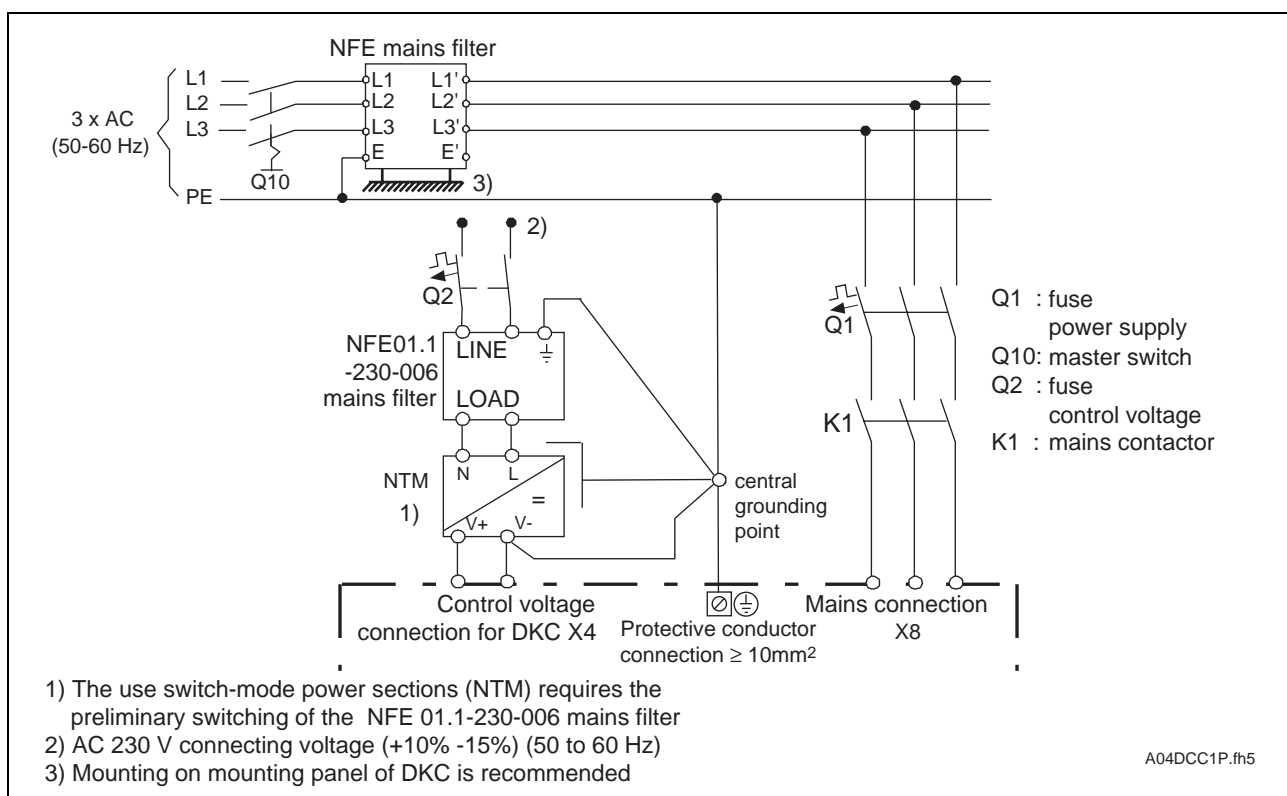 NFE mains filter
L1
L2
L3
3 x AC
(50-60 Hz)
PE
Q10
L1
L2
L3
E
L1'
L2'
L3'
E'
3)
2)
Q2
NFE01.1
-230-006
mains filter
LINE
LOAD
NTM
1)
N
L
=
V+
V-
central
grounding
point
Q1
K1
Q1 : fuse
power supply
Q10: master switch
Q2 : fuse
control voltage
K1 : mains contactor
Control voltage
connection for DKC X4
Protective conductor
connection ≥ 10mm²
Mains connection
X8
1) The use switch-mode power sections (NTM) requires the
preliminary switching of the NFE 01.1-230-006 mains filter
2) AC 230 V connecting voltage (+10% -15%) (50 to 60 Hz)
3) Mounting on mounting panel of DKC is recommended
A04DCC1P.fh5